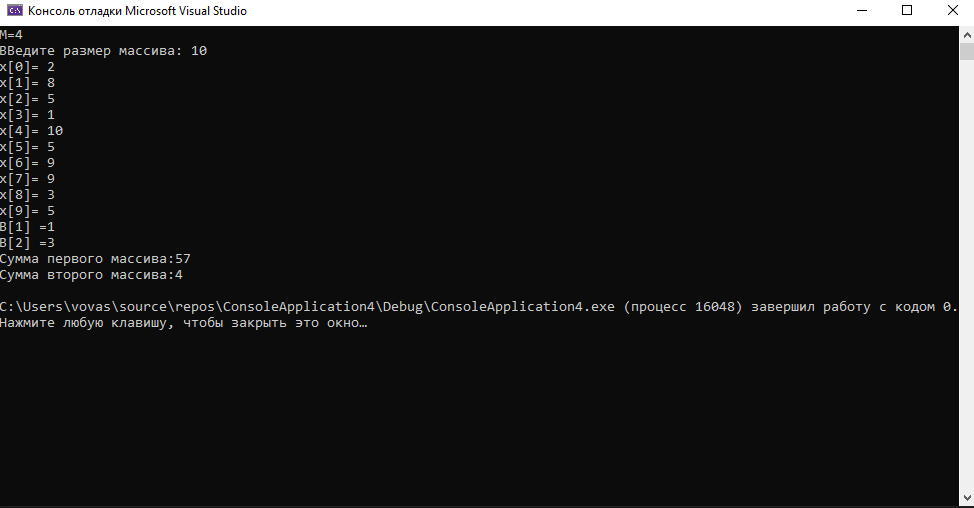 Консоль отладки Microsoft Visual Studio
M=4
ВВедите размер массива: 10
x[0]= 2
x[1]= 8
x[2]= 5
x[3]= 1
x[4]= 10
x[5]= 5
x[6]= 9
x[7]= 9
x[8]= 3
x[9]= 5
B[1] =1
B[2] =3
Сумма первого массива:57
Сумма второго массива:4
C:\Users\vovas\source\repos\ConsoleApplication4\Debug\ConsoleApplication4.exe (процесс 16048) завершил работу с кодом 0.
Нажмите любую клавишу, чтобы закрыть это окно…